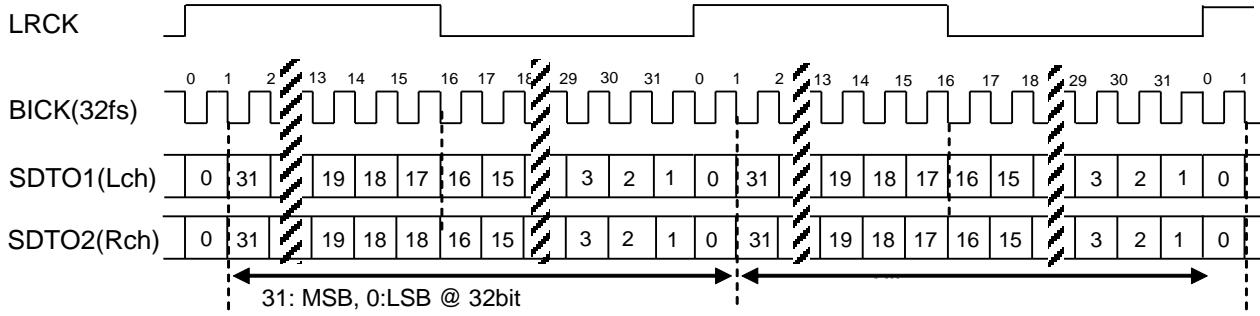 LRCK
0 1 2 13 14 15 16 17 18 29 30 31 0 1 2 13 14 15 16 17 18 29 30 31 0 1
BICK(32fs)
SDTO1(Lch) 0 31 19 18 17 16 15 3 2 1 0 31 19 18 17 16 15 3 2 1 0
SDTO2(Rch) 0 31 19 18 18 16 15 3 2 1 0 31 19 18 17 16 15 3 2 1 0
31: MSB, 0:LSB @ 32bit